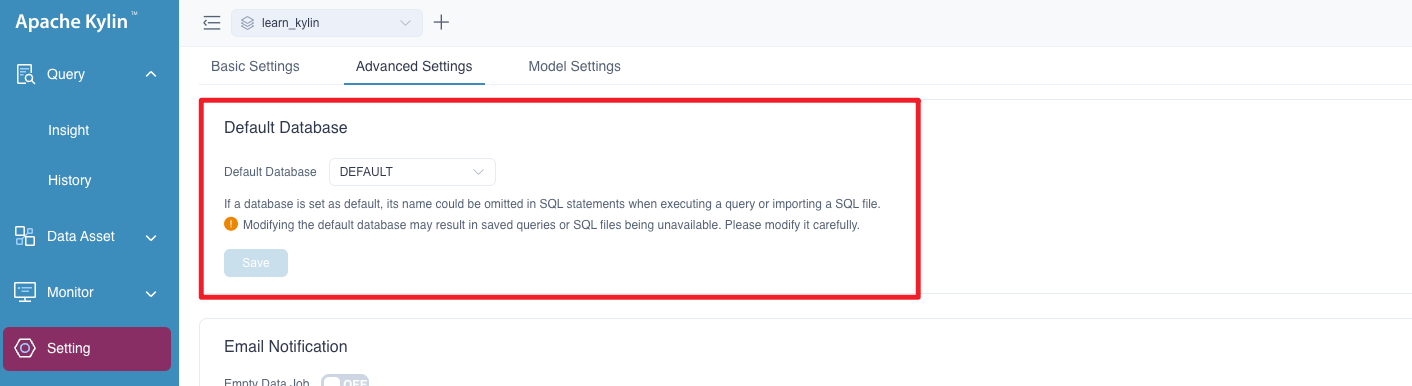 Apache Kylin™
learn_kylin
Query
Insight
History
Data Asset
Monitor
Setting
Basic Settings
Advanced Settings
Model Settings
Default Database
Default Database
DEFAULT
If a database is set as default, its name could be omitted in SQL statements when executing a query or importing a SQL file.
Modifying the default database may result in saved queries or SQL files being unavailable. Please modify it carefully.
Save
Email Notification
Empty Data Job
OFF